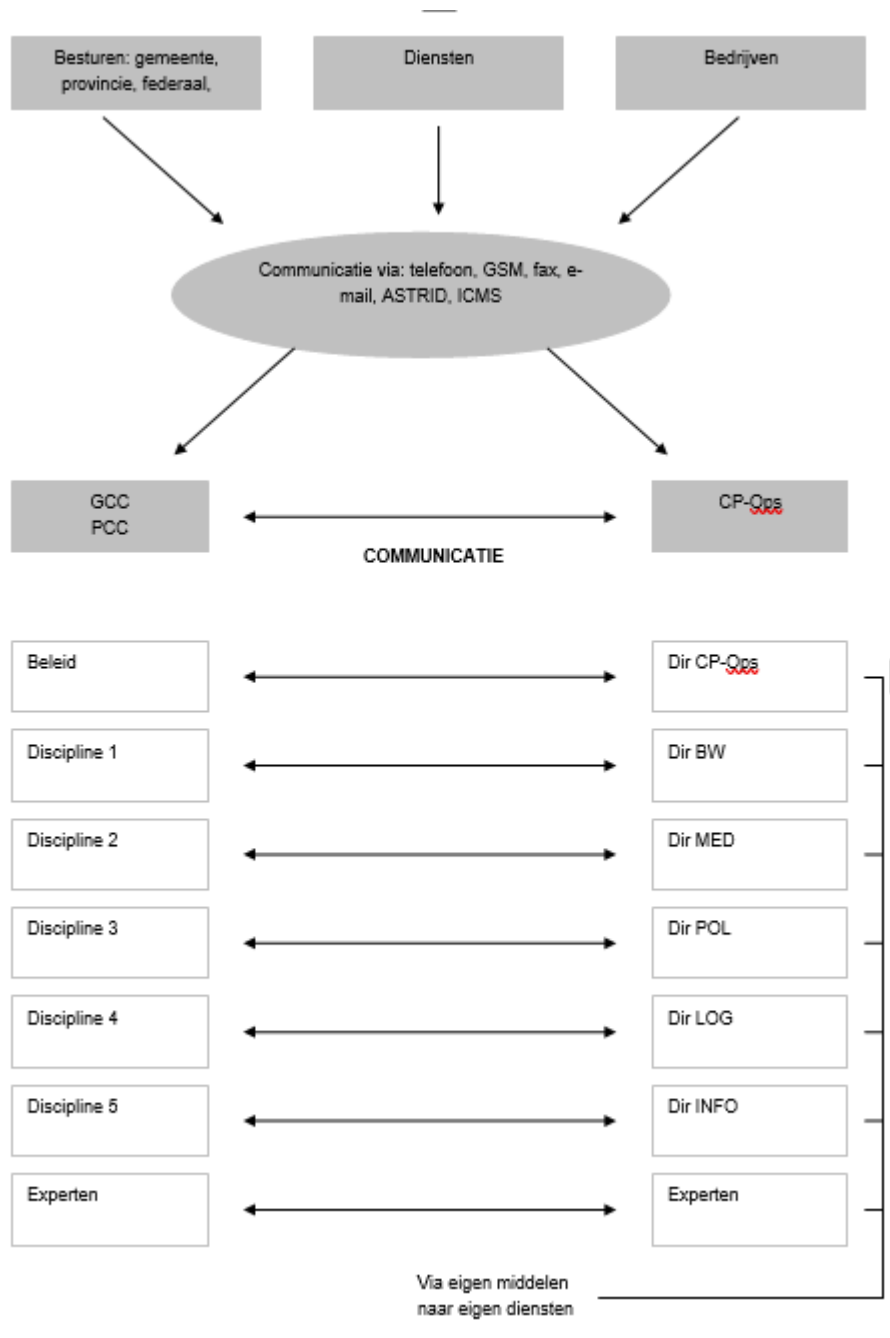 Besturen: gemeente,
provincie, federaal,
Diensten
Bedrijven
Communicatie via: telefoon, GSM, fax, e-
mail, ASTRID, ICMS
GCC
PCC
CP-Ops
COMMUNICATIE
Beleid
Dir CP-Ops
Discipline 1
Dir BW
Discipline 2
Dir MED
Discipline 3
Dir POL
Discipline 4
Dir LOG
Discipline 5
Dir INFO
Experten
Experten
Via eigen middelen
naar eigen diensten